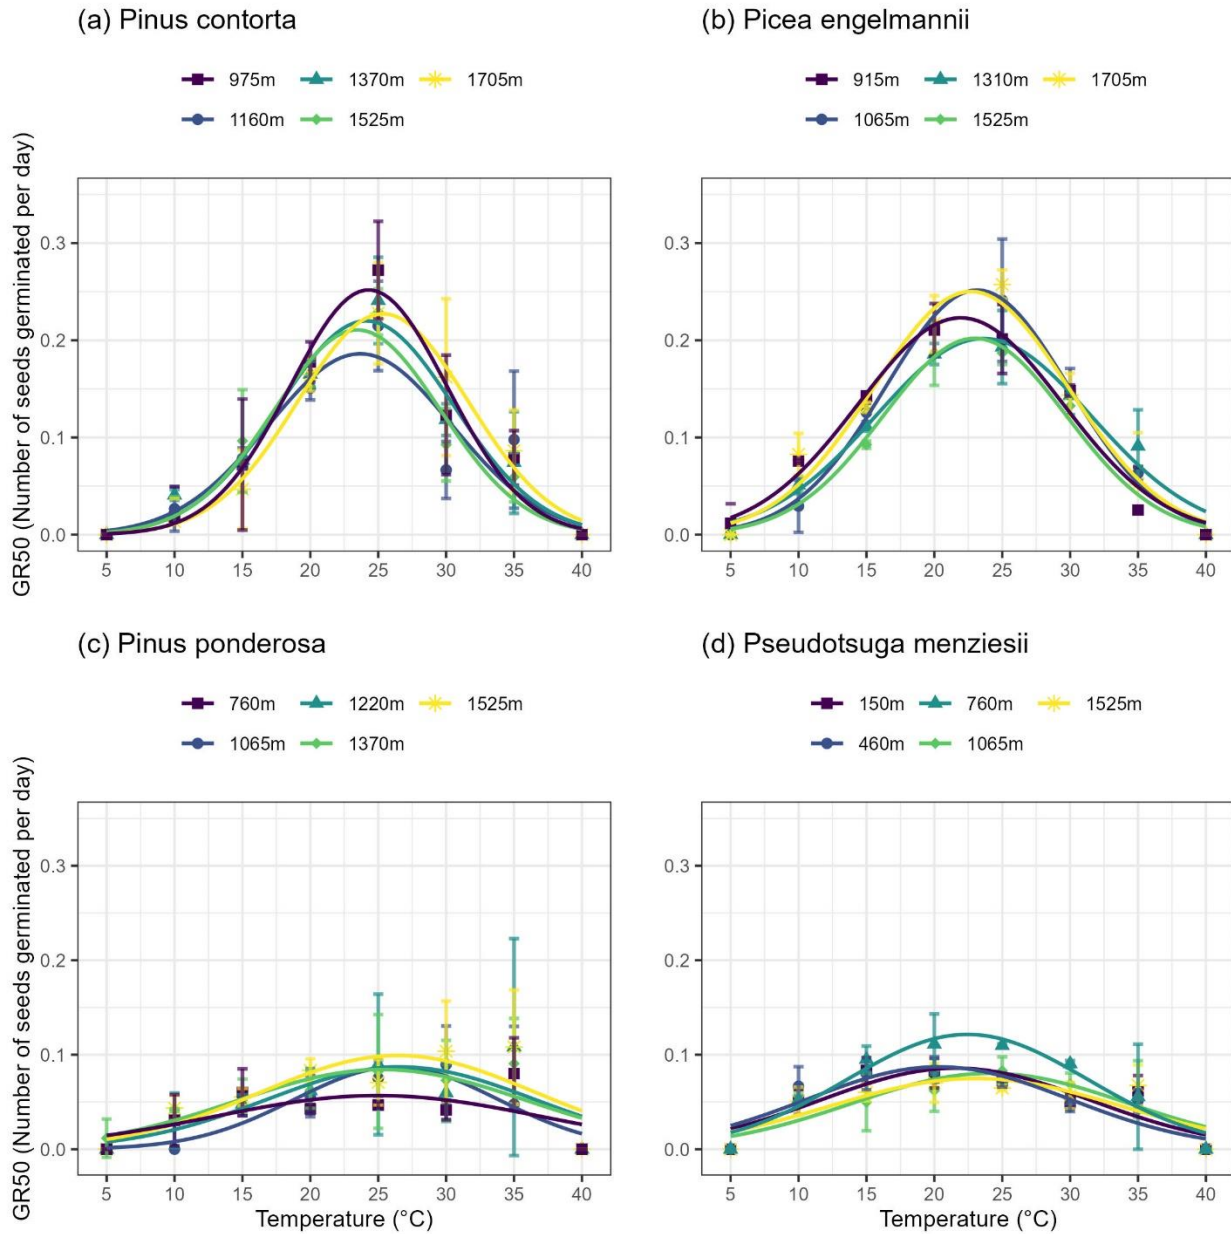 (a) Pinus contorta
975m 1370m 1705m
1160m 1525m
GR50 (Number of seeds germinated per day)
0.3
0.2
0.1
0.0
5 10 15 20 25 30 35 40
(b) Picea engelmannii
915m 1310m 1705m
1065m 1525m
0.3
0.2
0.1
0.0
5 10 15 20 25 30 35 40
(c) Pinus ponderosa
760m 1220m 1525m
1065m 1370m
GR50 (Number of seeds germinated per day)
0.3
0.2
0.1
0.0
5 10 15 20 25 30 35 40
Temperature (°C)
(d) Pseudotsuga menziesii
150m 760m 1525m
460m 1065m
0.3
0.2
0.1
0.0
5 10 15 20 25 30 35 40
Temperature (°C)